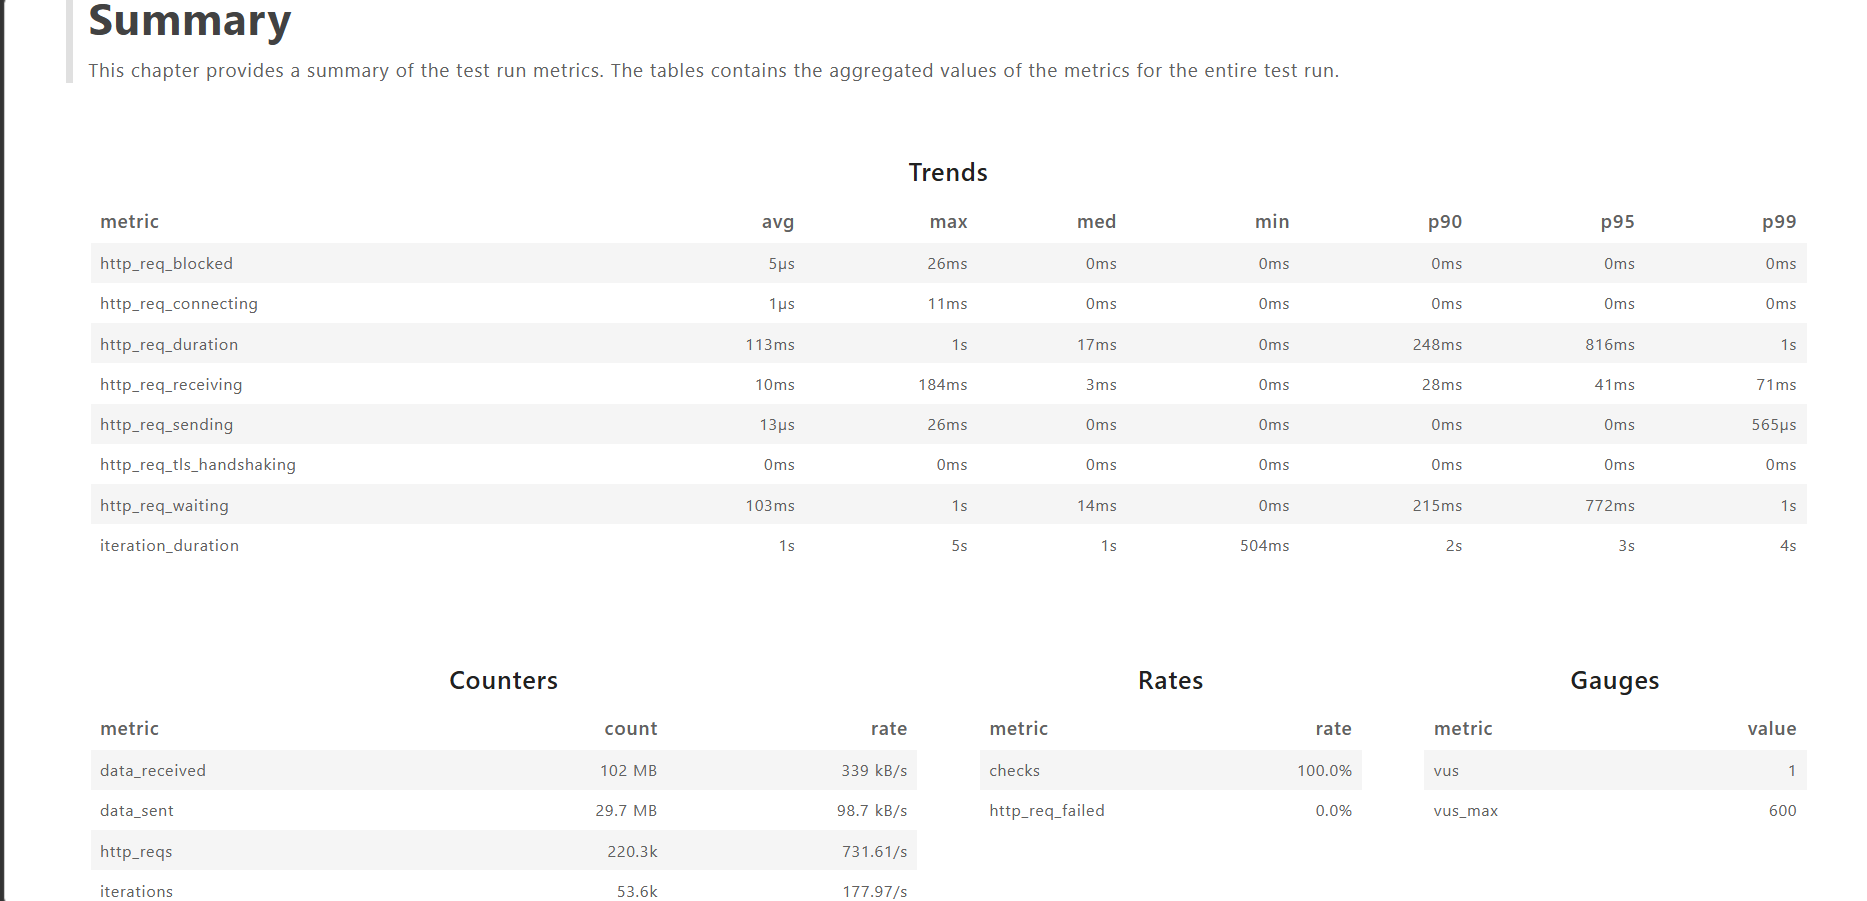 Summary
This chapter provides a summary of the test run metrics. The tables contains the aggregated values of the metrics for the entire test run.
Trends
metric avg max med min p90 p95 p99
http_req_blocked 5µs 26ms 0ms 0ms 0ms 0ms 0ms
http_req_connecting 1µs 11ms 0ms 0ms 0ms 0ms 0ms
http_req_duration 113ms 1s 17ms 0ms 248ms 816ms 1s
http_req_receiving 10ms 184ms 3ms 0ms 28ms 41ms 71ms
http_req_sending 13µs 26ms 0ms 0ms 0ms 0ms 565µs
http_req_tls_handshaking 0ms 0ms 0ms 0ms 0ms 0ms 0ms
http_req_waiting 103ms 1s 14ms 0ms 215ms 772ms 1s
iteration_duration 1s 5s 1s 504ms 2s 3s 4s
Counters
metric count rate
data_received 102 MB 339 kB/s
data_sent 29.7 MB 98.7 kB/s
http_reqs 220.3k 731.61/s
iterations 53.6k 177.97/s
Rates
metric rate
checks 100.0%
http_req_failed 0.0%
Gauges
metric value
vus 1
vus_max 600